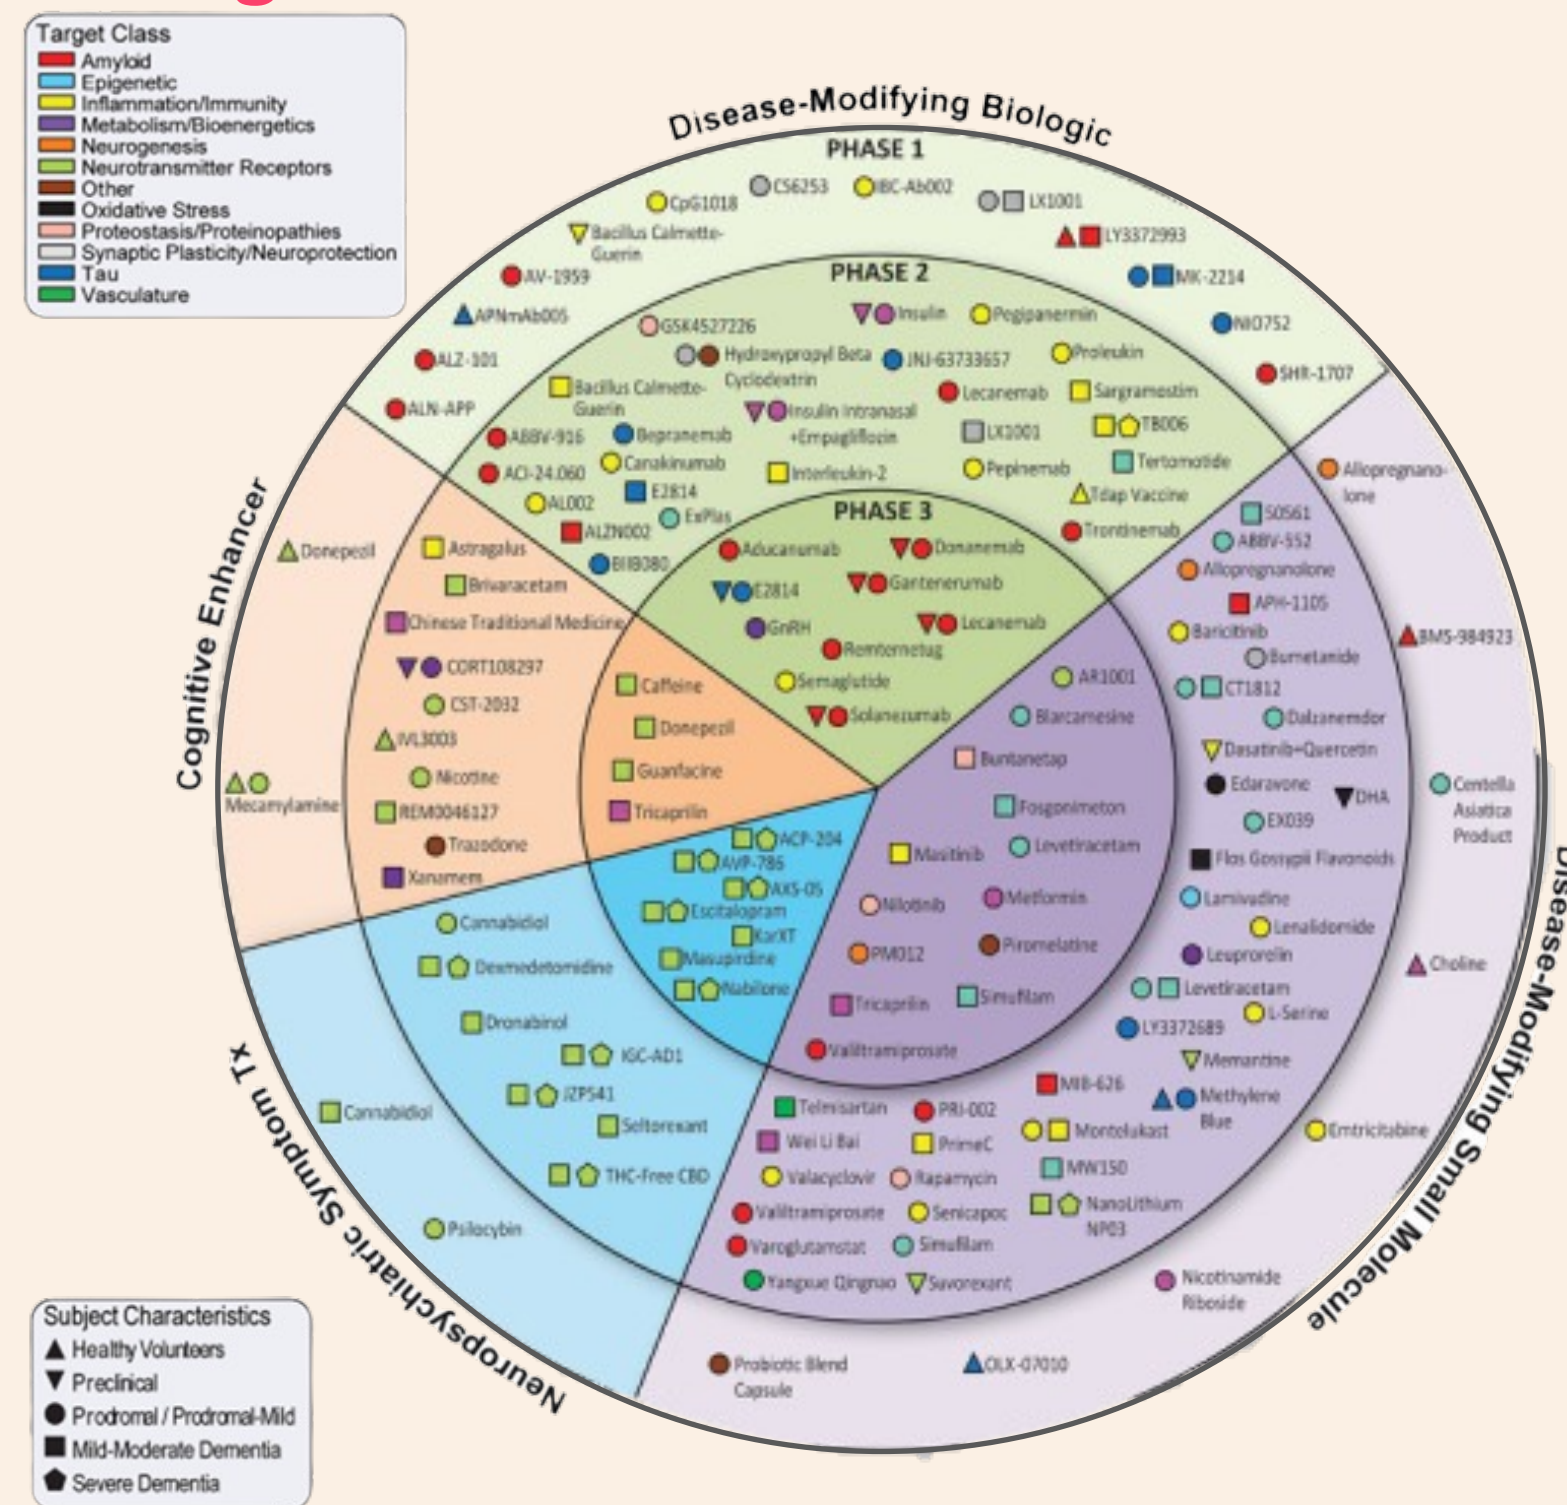 Target Class
Amyloid
Epigenetic
Inflammation/Immunity
Metabolism/Bioenergetics
Neurogenesis
Neurotransmitter Receptors
Other
Oxidative Stress
Proteostasis/Proteinopathies
Synaptic Plasticity/Neuroprotection
Tau
Vasculature
Disease-Modifying Biologic
PHASE 1
CpG1018
CS6253
IBC-Ab002
LX1001
Bacillus Calmette-
Guerin
LY3372993
AV-1959
MK-2214
APNmAb005
NIO752
ALZ-101
SHR-1707
ALN-APP
PHASE 2
GSK4527226
Insulin
Pegipanermin
Hydroxypropyl Beta
Cyclodextrin
JNJ-63733657
Proleukin
Bacillus Calmette-
Guerin
Lecanemab
Sargramostim
Insulin Intranasal
+Empagliflozin
ABBV-916
Bepranemab
LX1001
TB006
ACI-24.060
Canakinumab
Interleukin-2
Pepinemab
Tertomotide
AL002
E2814
Tdap Vaccine
ALZN002
ExPlas
Trontinemab
BIIB080
PHASE 3
Aducanumab
Donanemab
E2814
Gantenerumab
GnRH
Lecanemab
Remternetug
Semaglutide
Solanezumab
Cognitive Enhancer
Donepezil
Mecamylamine
Astragalus
Brivaracetam
Chinese Traditional Medicine
CORT108297
CST-2032
IVL3003
Nicotine
REM0046127
Trazodone
Xanamem
Caffeine
Donepezil
Guanfacine
Tricaprilin
Neuropsychiatric Symptom Tx
ACP-204
AVP-786
AXS-05
Escitalopram
KarXT
Masupirdine
Nabilone
Cannabidiol
Dexmedetomidine
Dronabinol
IGC-AD1
JZP541
Seltorexant
THC-Free CBD
Cannabidiol
Psilocybin
Disease-Modifying Small Molecule
AR1001
Blarcamesine
Buntanetap
Fosgonimeton
Masitinib
Levetiracetam
Nilotinib
Metformin
PM012
Piromelatine
Tricaprilin
Simufilam
Valiltramiprosate
Allopregnano-
lone
S0561
ABBV-552
Allopregnanolone
APH-1105
Baricitinib
BMS-984923
Bumetanide
CT1812
Dalzanemdor
Dasatinib+Quercetin
Edaravone
DHA
Centella
Asiatica
Product
EX039
Flos Gossypii Flavonoids
Lamivudine
Lenalidomide
Leuprorelin
Choline
Levetiracetam
L-Serine
LY3372689
Memantine
MIB-626
Methylene
Blue
Telmisartan
PRI-002
Montelukast
Emtricitabine
Wei Li Bai
PrimeC
MW150
Valacyclovir
Rapamycin
NanoLithium
NP03
Valiltramiprosate
Senicapoc
Varoglutamstat
Simufilam
Yangxue Qingnao
Suvorexant
Nicotinamide
Riboside
Probiotic Blend
Capsule
OLX-07010
Subject Characteristics
Healthy Volunteers
Preclinical
Prodromal / Prodromal-Mild
Mild-Moderate Dementia
Severe Dementia